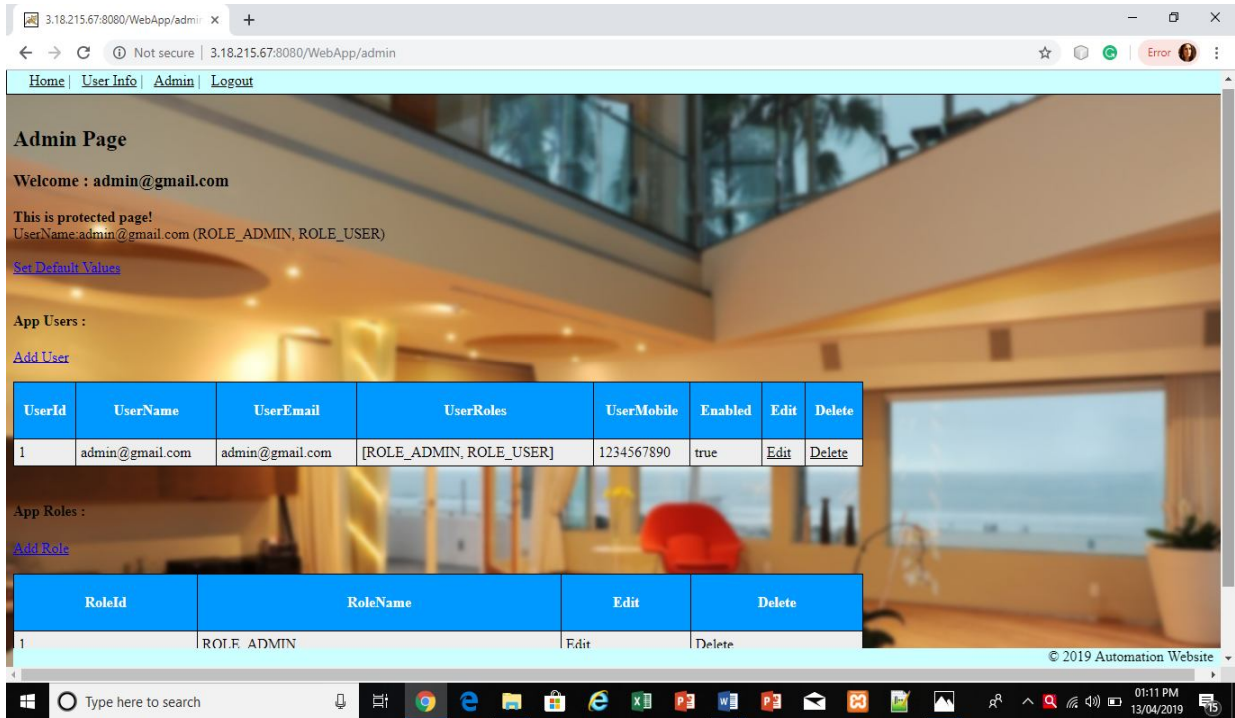 3.18.215.67:8080/WebApp/admin
Not secure | 3.18.215.67:8080/WebApp/admin
Error
Home | User Info | Admin | Logout
Admin Page
Welcome : admin@gmail.com
This is protected page!
UserName:admin@gmail.com (ROLE_ADMIN, ROLE_USER)
Set Default Values
App Users :
Add User
UserId UserName UserEmail UserRoles UserMobile Enabled Edit Delete
1 admin@gmail.com admin@gmail.com [ROLE_ADMIN, ROLE_USER] 1234567890 true Edit Delete
App Roles :
Add Role
RoleId RoleName Edit Delete
1 ROLE_ADMIN Edit Delete
© 2019 Automation Website
Type here to search
01:11 PM
13/04/2019
15